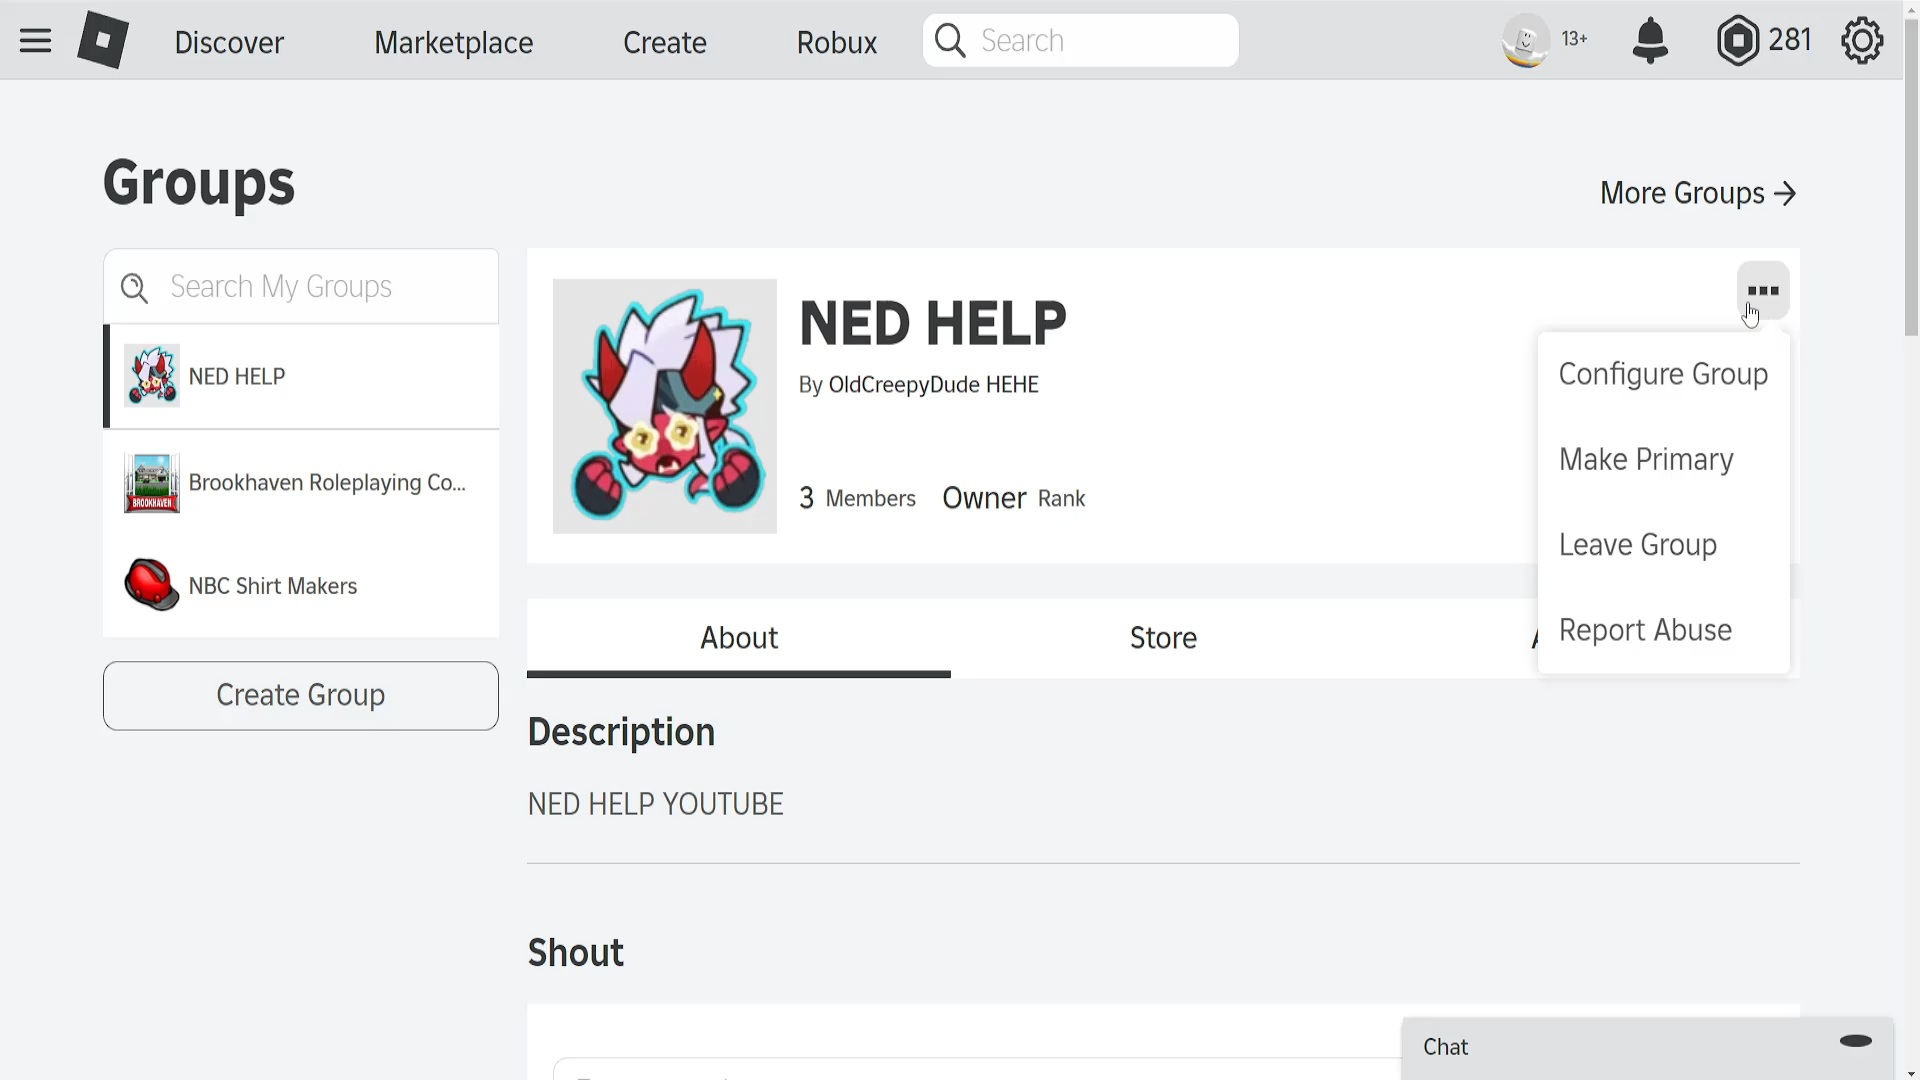 Discover
Marketplace
Create
Robux
Search
13+
281
Groups
More Groups
Search My Groups
NED HELP
Brookhaven Roleplaying Co...
BROOKHAVEN
NBC Shirt Makers
Create Group
NED HELP
By OldCreepyDude HEHE
3 Members Owner Rank
Configure Group
Make Primary
Leave Group
Report Abuse
About
Store
Description
NED HELP YOUTUBE
Shout
Chat